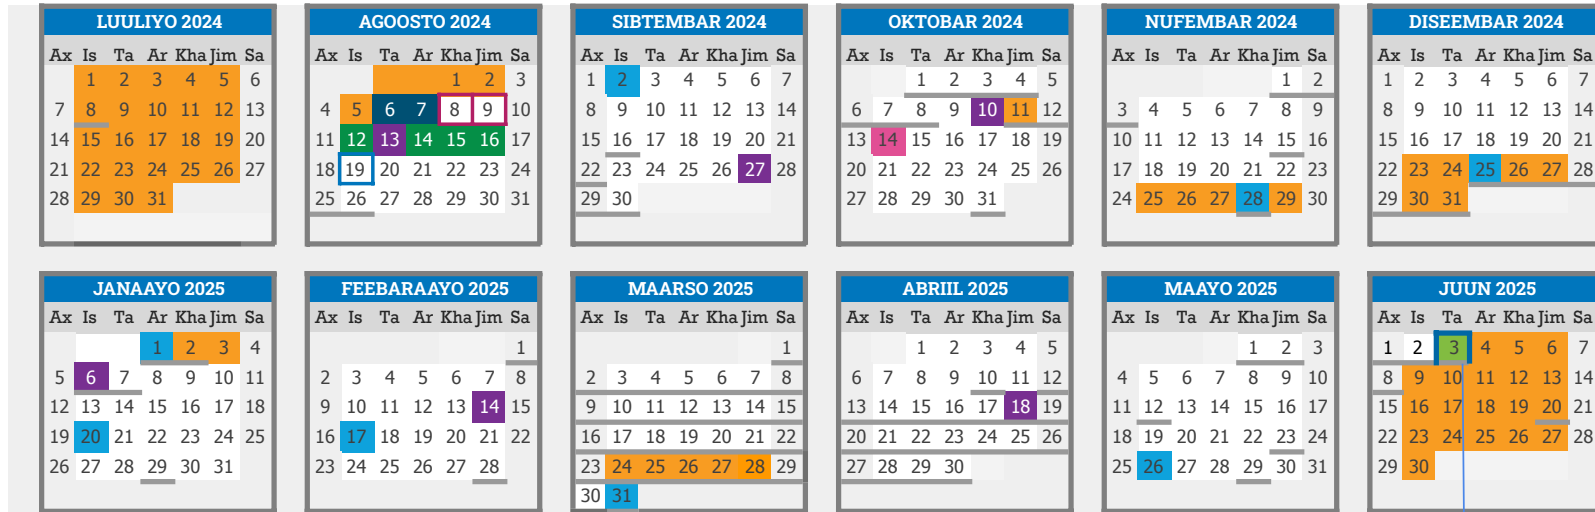 LUULIYO 2024
Ax Is Ta Ar Kha Jim Sa
1 2 3 4 5 6
7 8 9 10 11 12 13
14 15 16 17 18 19 20
21 22 23 24 25 26 27
28 29 30 31
AGOOSTO 2024
Ax Is Ta Ar Kha Jim Sa
1 2 3
4 5 6 7 8 9 10
11 12 13 14 15 16 17
18 19 20 21 22 23 24
25 26 27 28 29 30 31
SIBTEMBAR 2024
Ax Is Ta Ar Kha Jim Sa
1 2 3 4 5 6 7
8 9 10 11 12 13 14
15 16 17 18 19 20 21
22 23 24 25 26 27 28
29 30
OKTOBAR 2024
Ax Is Ta Ar Kha Jim Sa
1 2 3 4 5
6 7 8 9 10 11 12
13 14 15 16 17 18 19
20 21 22 23 24 25 26
27 28 29 30 31
NUFEMBAR 2024
Ax Is Ta Ar Kha Jim Sa
1 2
3 4 5 6 7 8 9
10 11 12 13 14 15 16
17 18 19 20 21 22 23
24 25 26 27 28 29 30
DISEEMBAR 2024
Ax Is Ta Ar Kha Jim Sa
1 2 3 4 5 6 7
8 9 10 11 12 13 14
15 16 17 18 19 20 21
22 23 24 25 26 27 28
29 30 31
JANAAYO 2025
Ax Is Ta Ar Kha Jim Sa
1 2 3 4
5 6 7 8 9 10 11
12 13 14 15 16 17 18
19 20 21 22 23 24 25
26 27 28 29 30 31
FEEBARAAYO 2025
Ax Is Ta Ar Kha Jim Sa
1
2 3 4 5 6 7 8
9 10 11 12 13 14 15
16 17 18 19 20 21 22
23 24 25 26 27 28
MAARSO 2025
Ax Is Ta Ar Kha Jim Sa
1
2 3 4 5 6 7 8
9 10 11 12 13 14 15
16 17 18 19 20 21 22
23 24 25 26 27 28 29
30 31
ABRIIL 2025
Ax Is Ta Ar Kha Jim Sa
1 2 3 4 5
6 7 8 9 10 11 12
13 14 15 16 17 18 19
20 21 22 23 24 25 26
27 28 29 30
MAAYO 2025
Ax Is Ta Ar Kha Jim Sa
1 2 3
4 5 6 7 8 9 10
11 12 13 14 15 16 17
18 19 20 21 22 23 24
25 26 27 28 29 30 31
JUUN 2025
Ax Is Ta Ar Kha Jim Sa
1 2 3 4 5 6 7
8 9 10 11 12 13 14
15 16 17 18 19 20 21
22 23 24 25 26 27 28
29 30